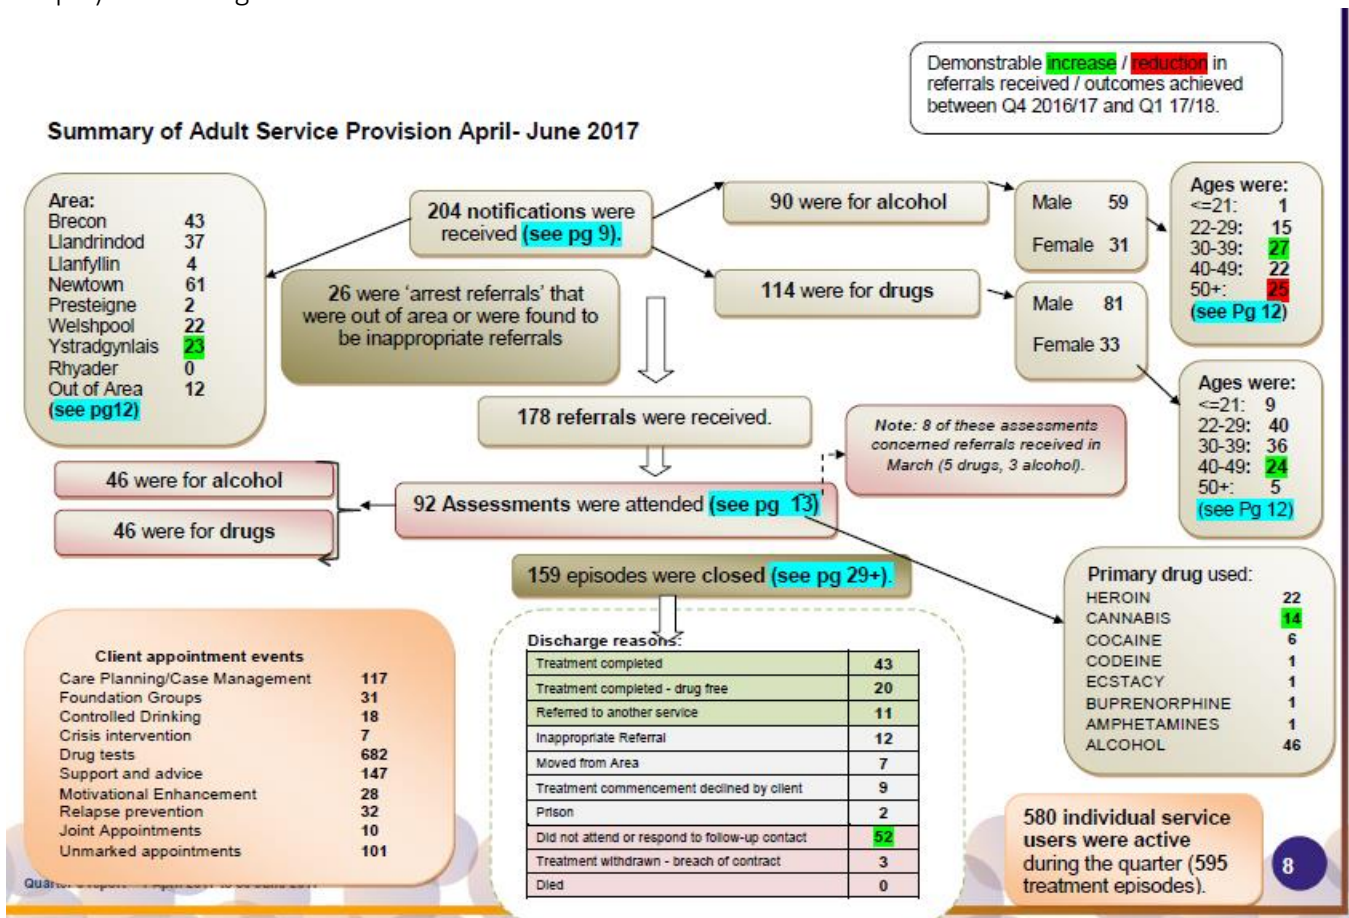 Demonstrable increase / reduction in
referrals received / outcomes achieved
between Q4 2016/17 and Q1 17/18.
Summary of Adult Service Provision April- June 2017
Area:
Brecon 43
Llandrindod 37
Llanfyllin 4
Newtown 61
Presteigne 2
Welshpool 22
Ystradgynlais 23
Rhyader 0
Out of Area 12
(see pg12)
204 notifications were
received (see pg 9).
26 were 'arrest referrals' that
were out of area or were found to
be inappropriate referrals
90 were for alcohol
114 were for drugs
Male 59
Female 31
Male 81
Female 33
Ages were:
<=21: 1
22-29: 15
30-39: 27
40-49: 22
50+: 25
(see Pg 12)
Ages were:
<=21: 9
22-29: 40
30-39: 36
40-49: 24
50+: 5
(see Pg 12)
178 referrals were received.
Note: 8 of these assessments
concerned referrals received in
March (5 drugs, 3 alcohol).
46 were for alcohol
46 were for drugs
92 Assessments were attended (see pg 13)
159 episodes were closed (see pg 29+).
Primary drug used:
HEROIN 22
CANNABIS 14
COCAINE 6
CODEINE 1
ECSTACY 1
BUPRENORPHINE 1
AMPHETAMINES 1
ALCOHOL 46
Client appointment events
Care Planning/Case Management 117
Foundation Groups 31
Controlled Drinking 18
Crisis intervention 7
Drug tests 682
Support and advice 147
Motivational Enhancement 28
Relapse prevention 32
Joint Appointments 10
Unmarked appointments 101
Discharge reasons:
Treatment completed 43
Treatment completed - drug free 20
Referred to another service 11
Inappropriate Referral 12
Moved from Area 7
Treatment commencement declined by client 9
Prison 2
Did not attend or respond to follow-up contact 52
Treatment withdrawn - breach of contract 3
Died 0
580 individual service
users were active
during the quarter (595
treatment episodes).
8